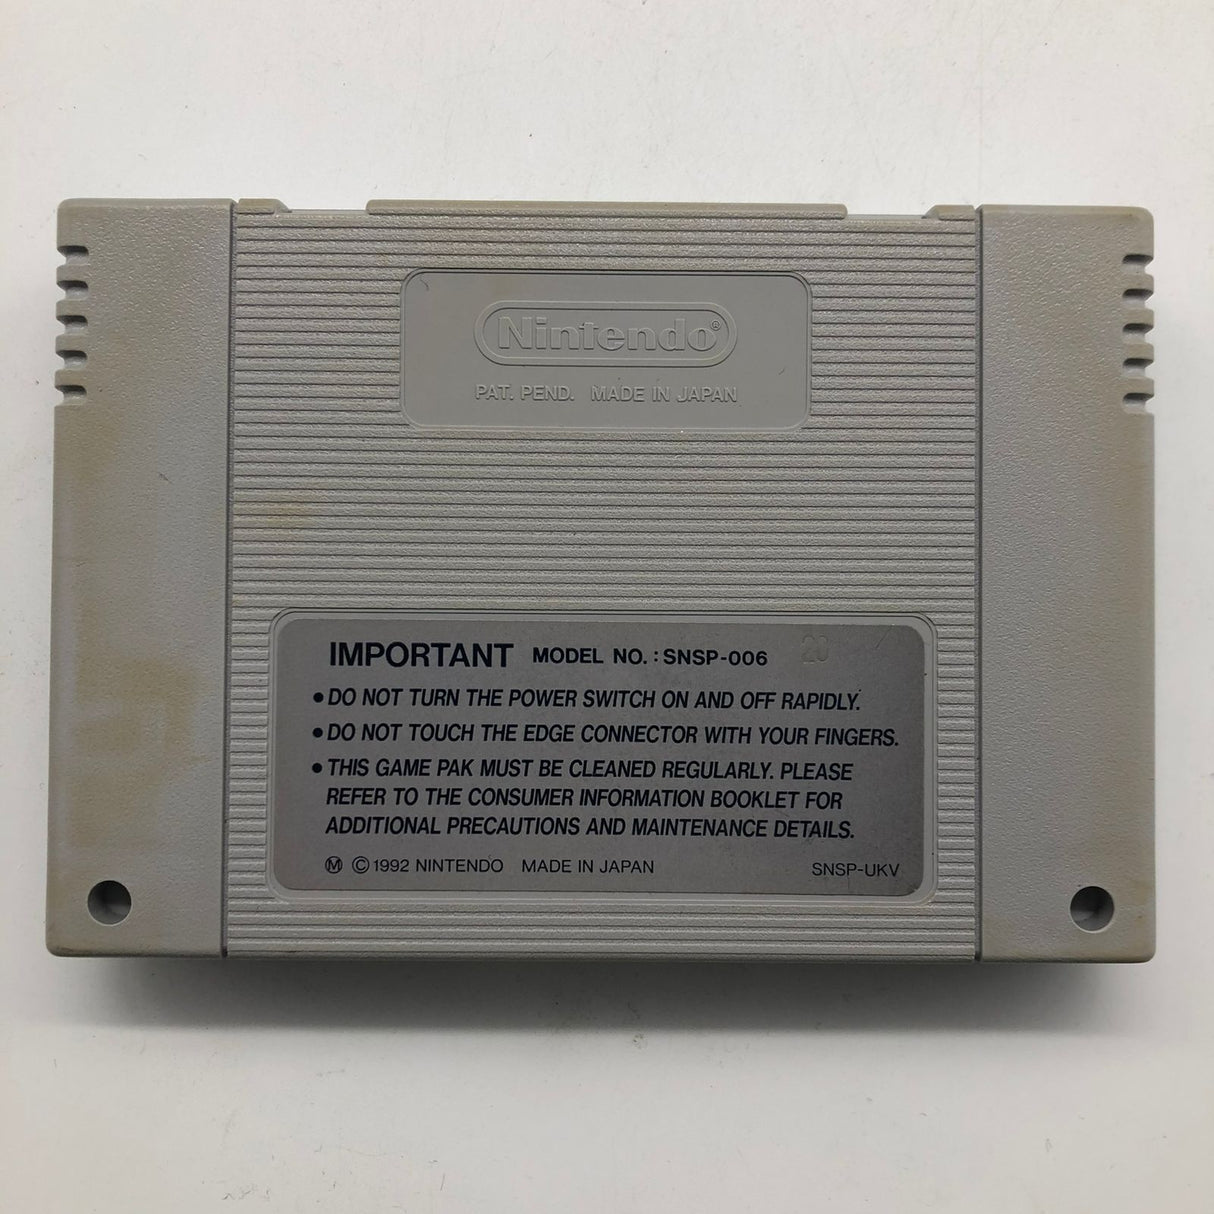 Nintendo®
PAT. PEND. MADE IN JAPAN
IMPORTANT MODEL NO. : SNSP-006 20
● DO NOT TURN THE POWER SWITCH ON AND OFF RAPIDLY.
● DO NOT TOUCH THE EDGE CONNECTOR WITH YOUR FINGERS.
● THIS GAME PAK MUST BE CLEANED REGULARLY. PLEASE
REFER TO THE CONSUMER INFORMATION BOOKLET FOR
ADDITIONAL PRECAUTIONS AND MAINTENANCE DETAILS.
Ⓜ © 1992 NINTENDO MADE IN JAPAN SNSP-UKV